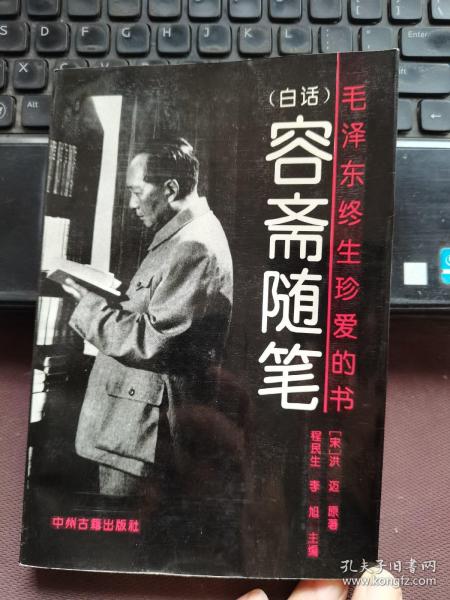 毛泽东终生珍爱的书
（白话）
容斋随笔
[宋]洪 迈 原著
程民生 李 旭 主编
中州古籍出版社
Alt
孔夫子旧书网
www.kongfz.com